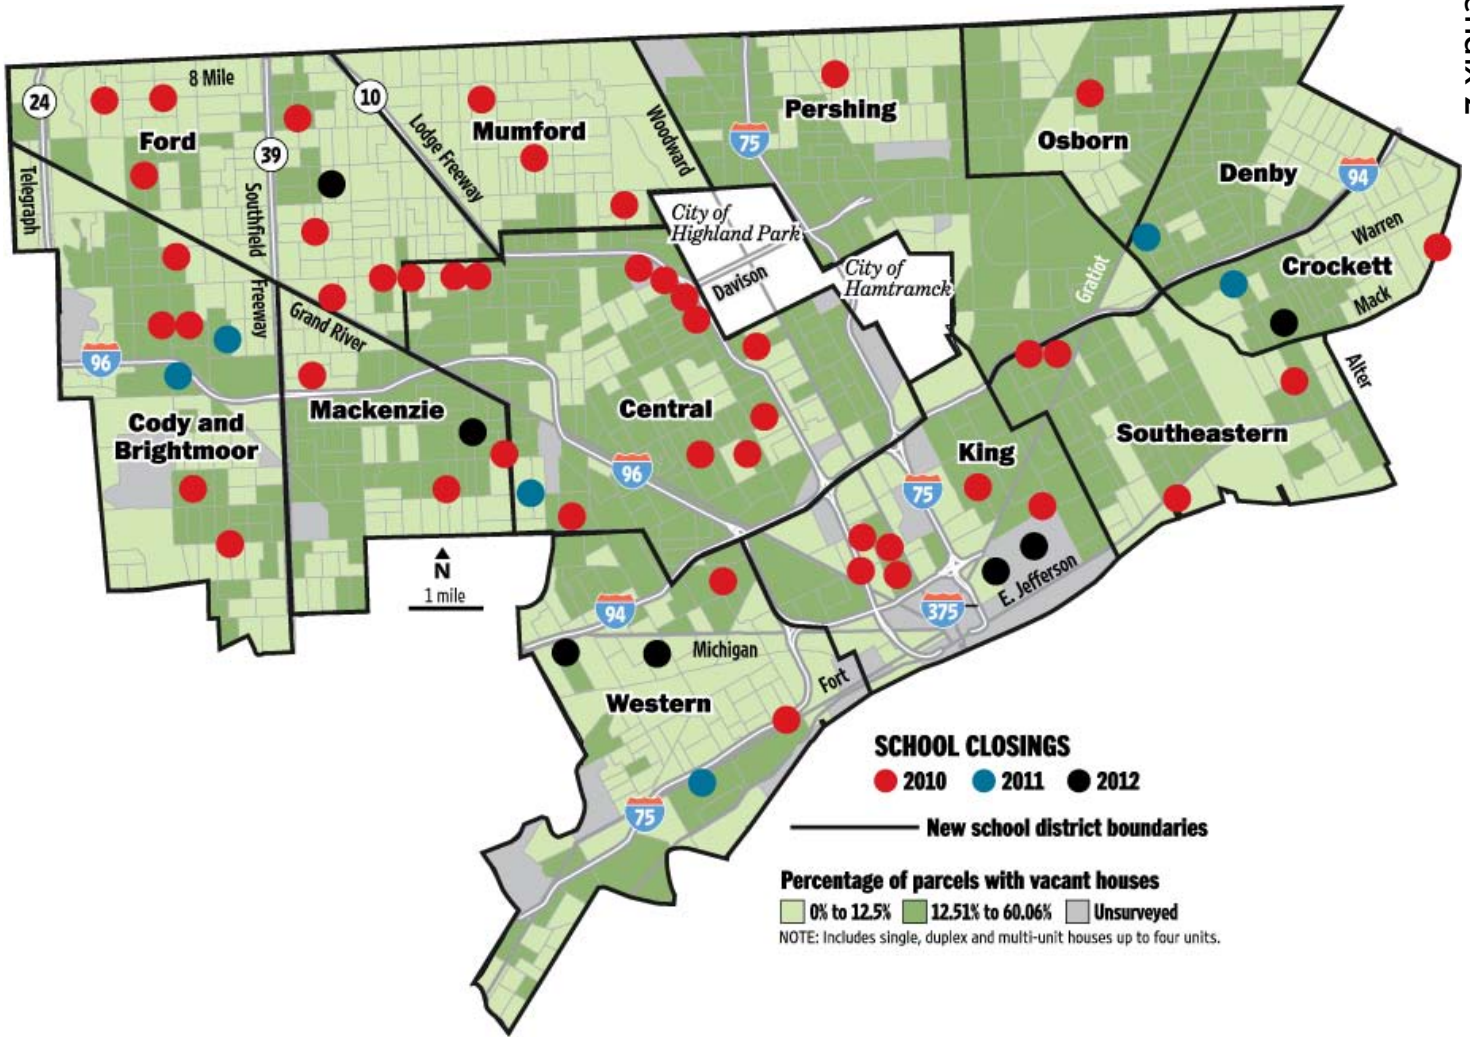 8 Mile
24
10
39
Ford
Mumford
Pershing
Osborn
Denby
Crockett
Telegraph
Southfield
Freeway
Lodge Freeway
Woodward
75
94
Warren
Mack
Alter
Gratiot
City of
Highland Park
City of
Hamtramck
Davison
Grand River
96
Cody and
Brightmoor
Mackenzie
Central
96
King
75
Southeastern
N
1 mile
94
375
E. Jefferson
Michigan
Fort
Western
75
SCHOOL CLOSINGS
2010 2011 2012
New school district boundaries
Percentage of parcels with vacant houses
0% to 12.5% 12.51% to 60.06% Unsurveyed
NOTE: Includes single, duplex and multi-unit houses up to four units.